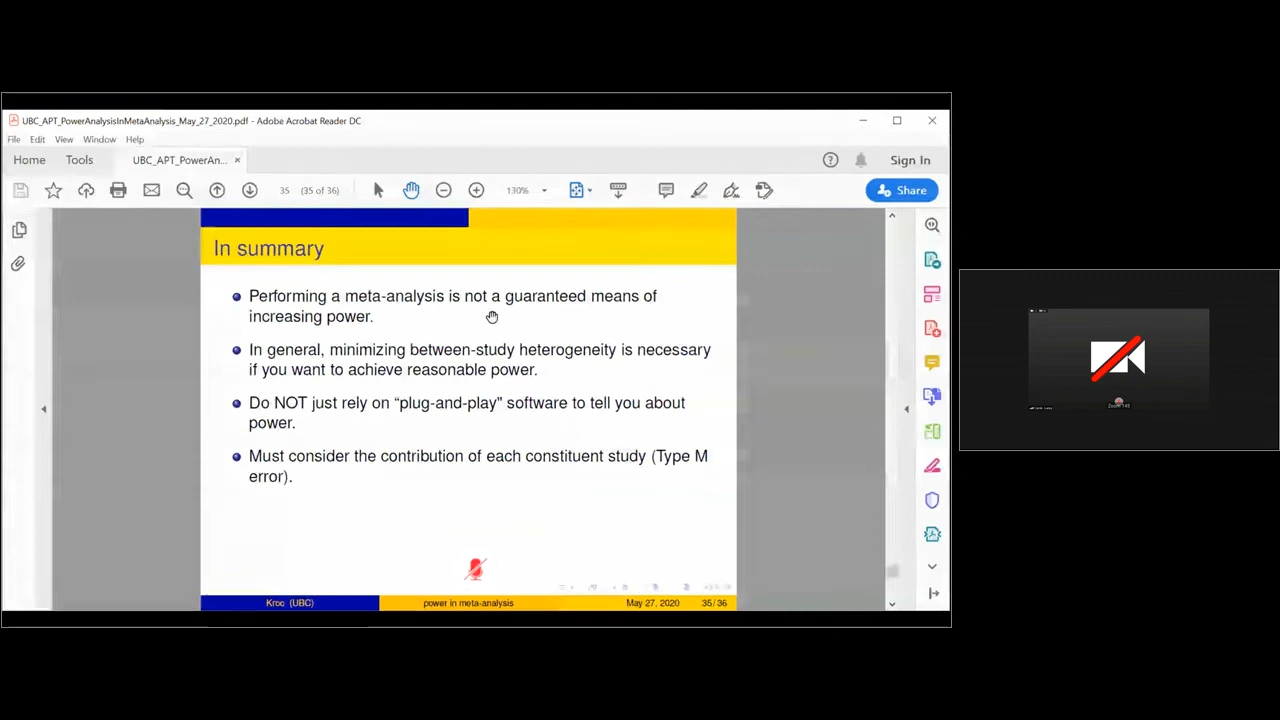 UBC_APT_PowerAnalysisInMetaAnalysis_May_27_2020.pdf - Adobe Acrobat Reader DC
File Edit View Window Help
Home Tools UBC_APT_PowerAn... × Sign In
35 (35 of 36) 130% Share
In summary
Performing a meta-analysis is not a guaranteed means of
increasing power.
In general, minimizing between-study heterogeneity is necessary
if you want to achieve reasonable power.
Do NOT just rely on “plug-and-play" software to tell you about
power.
Must consider the contribution of each constituent study (Type M
error).
Kroc (UBC) power in meta-analysis May 27, 2020 35/36